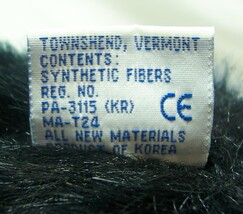 TOWNSHEND, VERMONT
CONTENTS:
SYNTHETIC FIBERS
REG. NO.
PA-3115 (KR)
CE
MA-T24
ALL NEW MATERIALS
PRODUCT OF KOREA